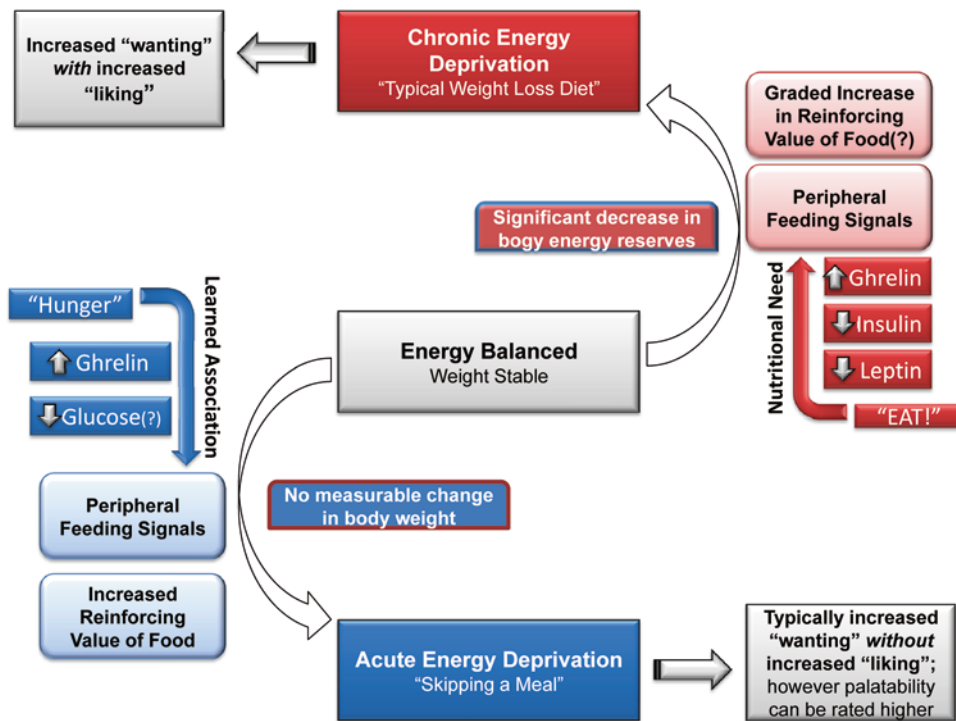 Increased “wanting”
with increased
“liking”
Chronic Energy
Deprivation
“Typical Weight Loss Diet”
Graded Increase
in Reinforcing
Value of Food(?)
Peripheral
Feeding Signals
Significant decrease in
bogy energy reserves
Nutritional Need
Ghrelin
Insulin
Leptin
“EAT!”
Energy Balanced
Weight Stable
“Hunger”
Learned Association
Ghrelin
Glucose(?)
Peripheral
Feeding Signals
Increased
Reinforcing
Value of Food
No measurable change
in body weight
Acute Energy Deprivation
“Skipping a Meal”
Typically increased
“wanting” without
increased “liking”;
however palatability
can be rated higher